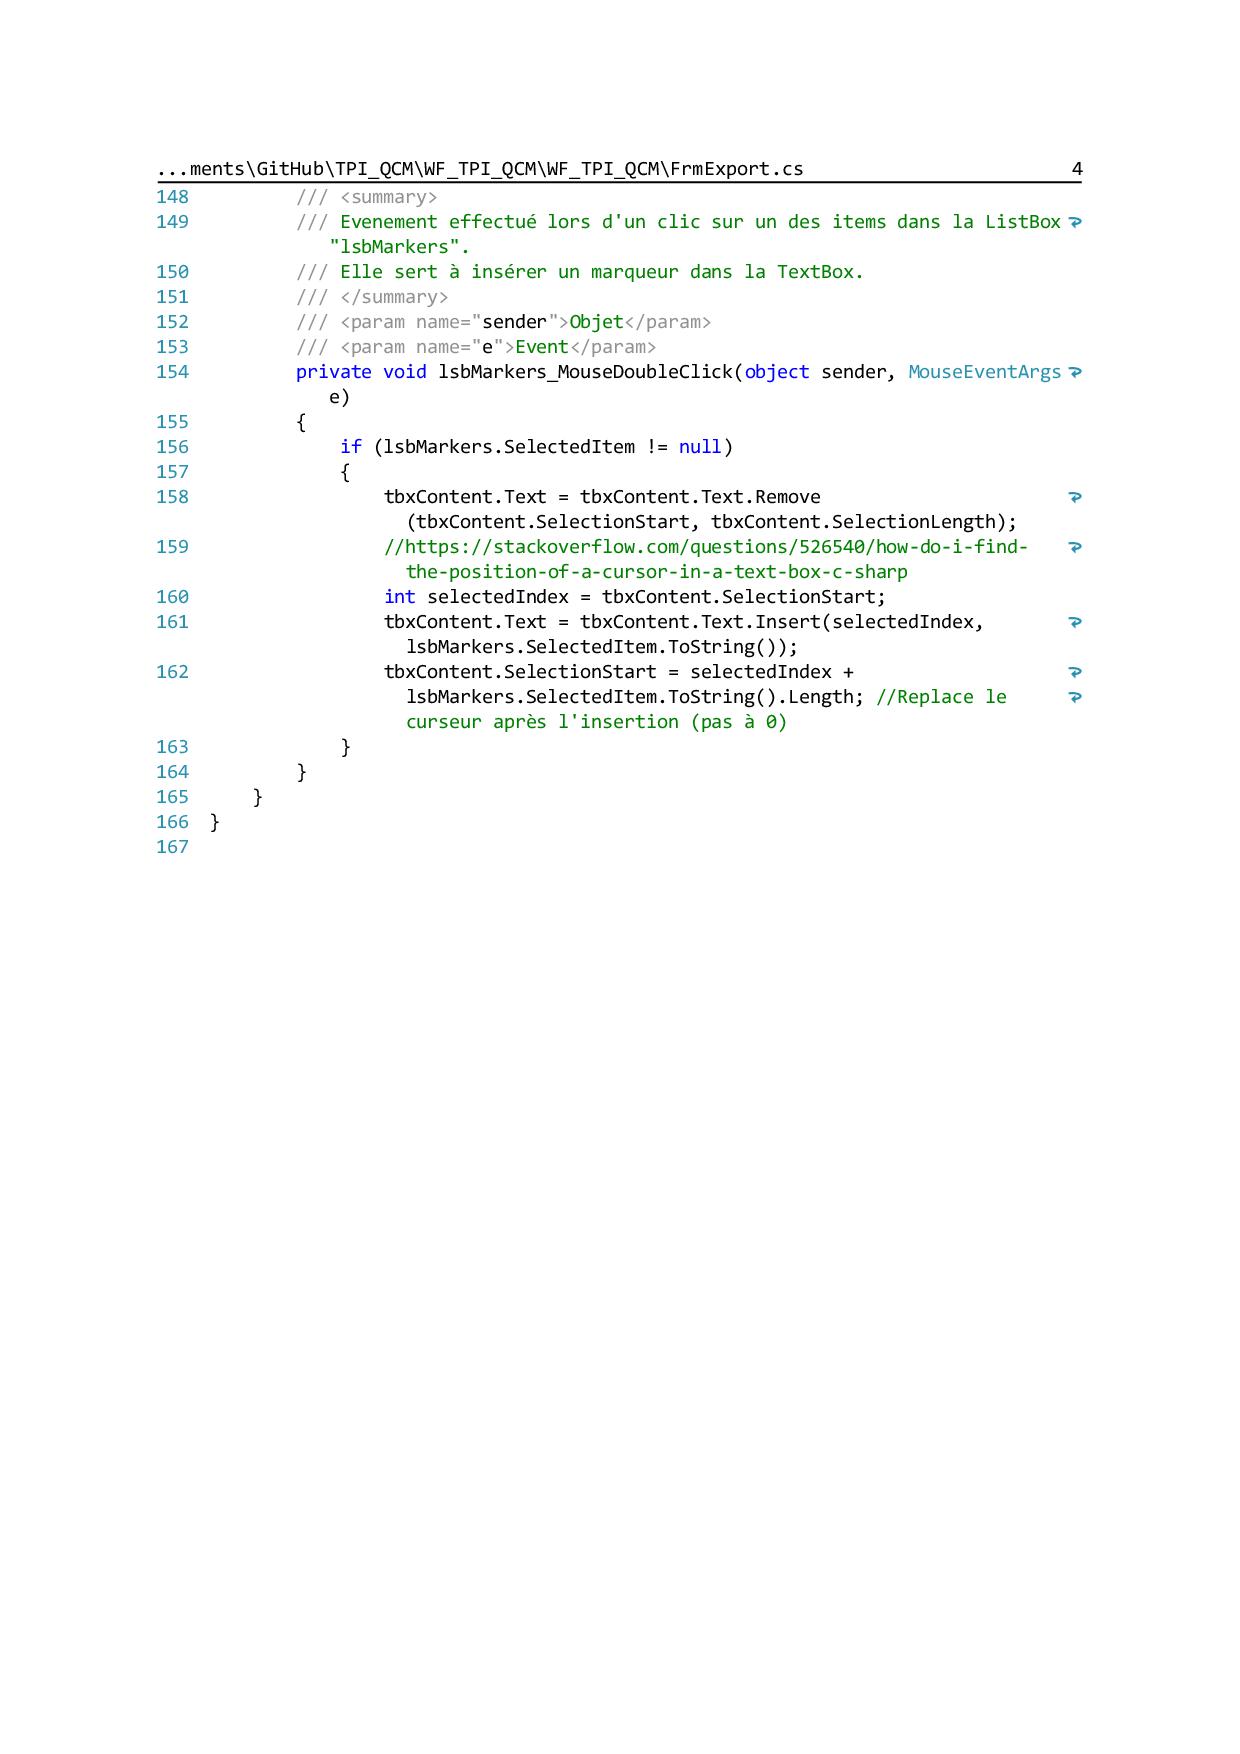 ...ments\GitHub\TPI_QCM\WF_TPI_QCM\WF_TPI_QCM\FrmExport.cs 4
148 /// <summary>
149 /// Evenement effectué lors d'un clic sur un des items dans la ListBox
"lsbMarkers".
150 /// Elle sert à insérer un marqueur dans la TextBox.
151 /// </summary>
152 /// <param name="sender">Objet</param>
153 /// <param name="e">Event</param>
154 private void lsbMarkers_MouseDoubleClick(object sender, MouseEventArgs
e)
155 {
156 if (lsbMarkers.SelectedItem != null)
157 {
158 tbxContent.Text = tbxContent.Text.Remove
(tbxContent.SelectionStart, tbxContent.SelectionLength);
159 //https://stackoverflow.com/questions/526540/how-do-i-find-
the-position-of-a-cursor-in-a-text-box-c-sharp
160 int selectedIndex = tbxContent.SelectionStart;
161 tbxContent.Text = tbxContent.Text.Insert(selectedIndex,
lsbMarkers.SelectedItem.ToString());
162 tbxContent.SelectionStart = selectedIndex +
lsbMarkers.SelectedItem.ToString().Length; //Replace le
curseur après l'insertion (pas à 0)
163 }
164 }
165 }
166 }
167